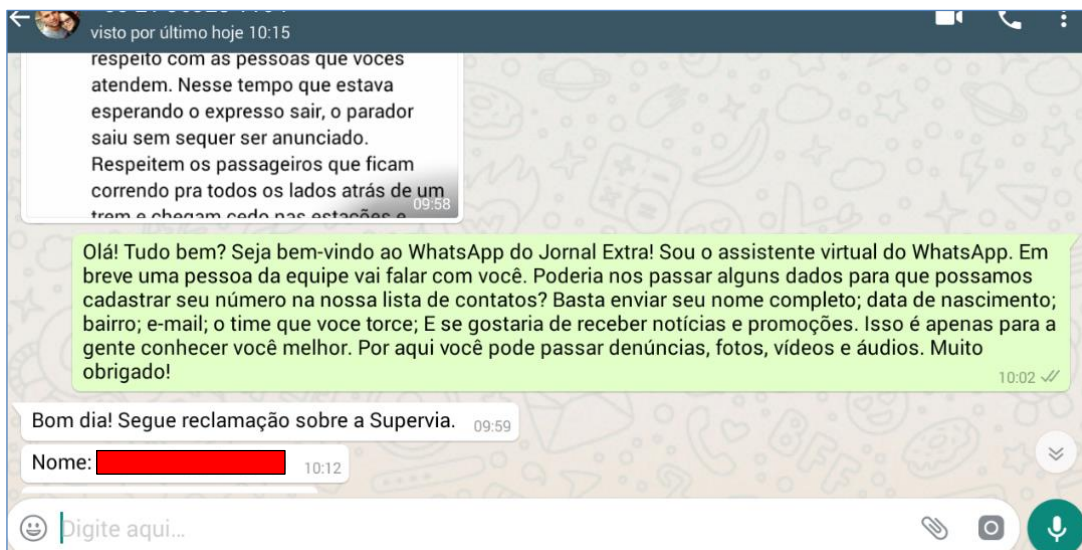 visto por último hoje 10:15
respeito com as pessoas que voces
atendem. Nesse tempo que estava
esperando o expresso sair, o parador
saiu sem sequer ser anunciado.
Respeitem os passageiros que ficam
correndo pra todos os lados atrás de um
trem e chegam cedo nas estações e
09:58
Olá! Tudo bem? Seja bem-vindo ao WhatsApp do Jornal Extra! Sou o assistente virtual do WhatsApp. Em
breve uma pessoa da equipe vai falar com você. Poderia nos passar alguns dados para que possamos
cadastrar seu número na nossa lista de contatos? Basta enviar seu nome completo; data de nascimento;
bairro; e-mail; o time que voce torce; E se gostaria de receber notícias e promoções. Isso é apenas para a
gente conhecer você melhor. Por aqui você pode passar denúncias, fotos, vídeos e áudios. Muito
obrigado!
10:02
Bom dia! Segue reclamação sobre a Supervia. 09:59
Nome: 10:12
Digite aqui...